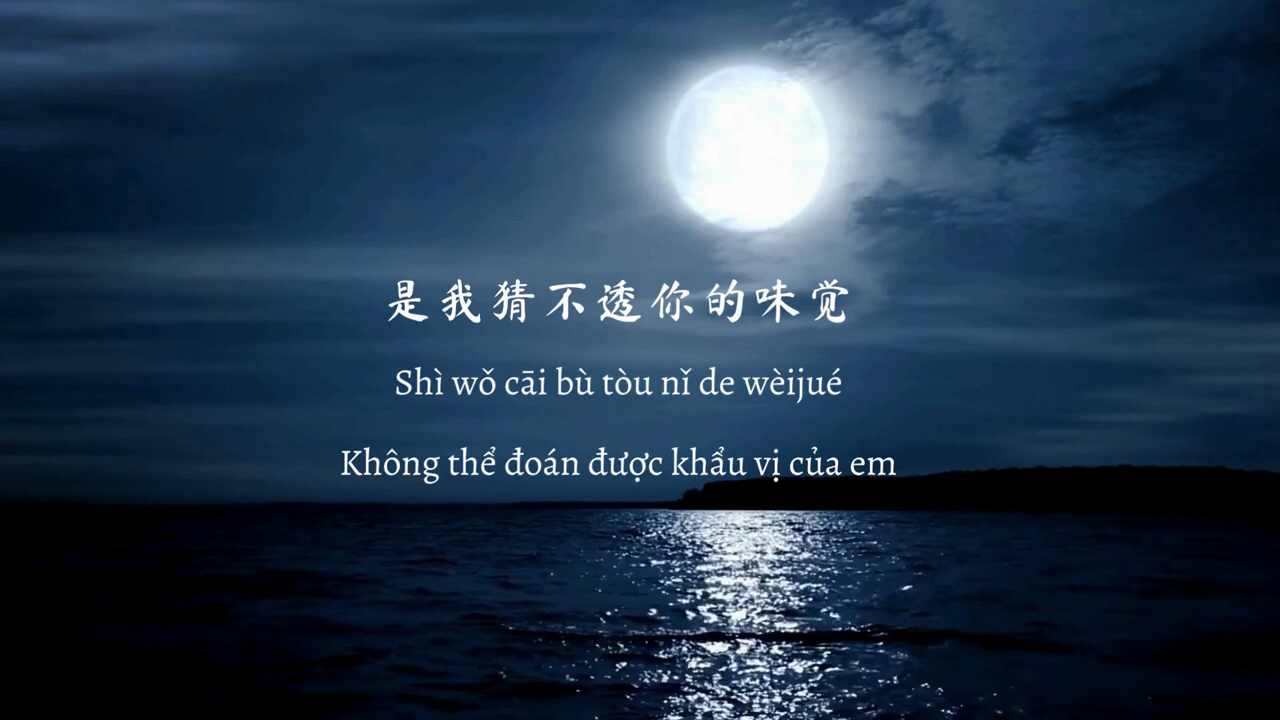 是我猜不透你的味觉
Shì wǒ cāi bù tòu nǐ de wèijué
Không thể đoán được khẩu vị của em